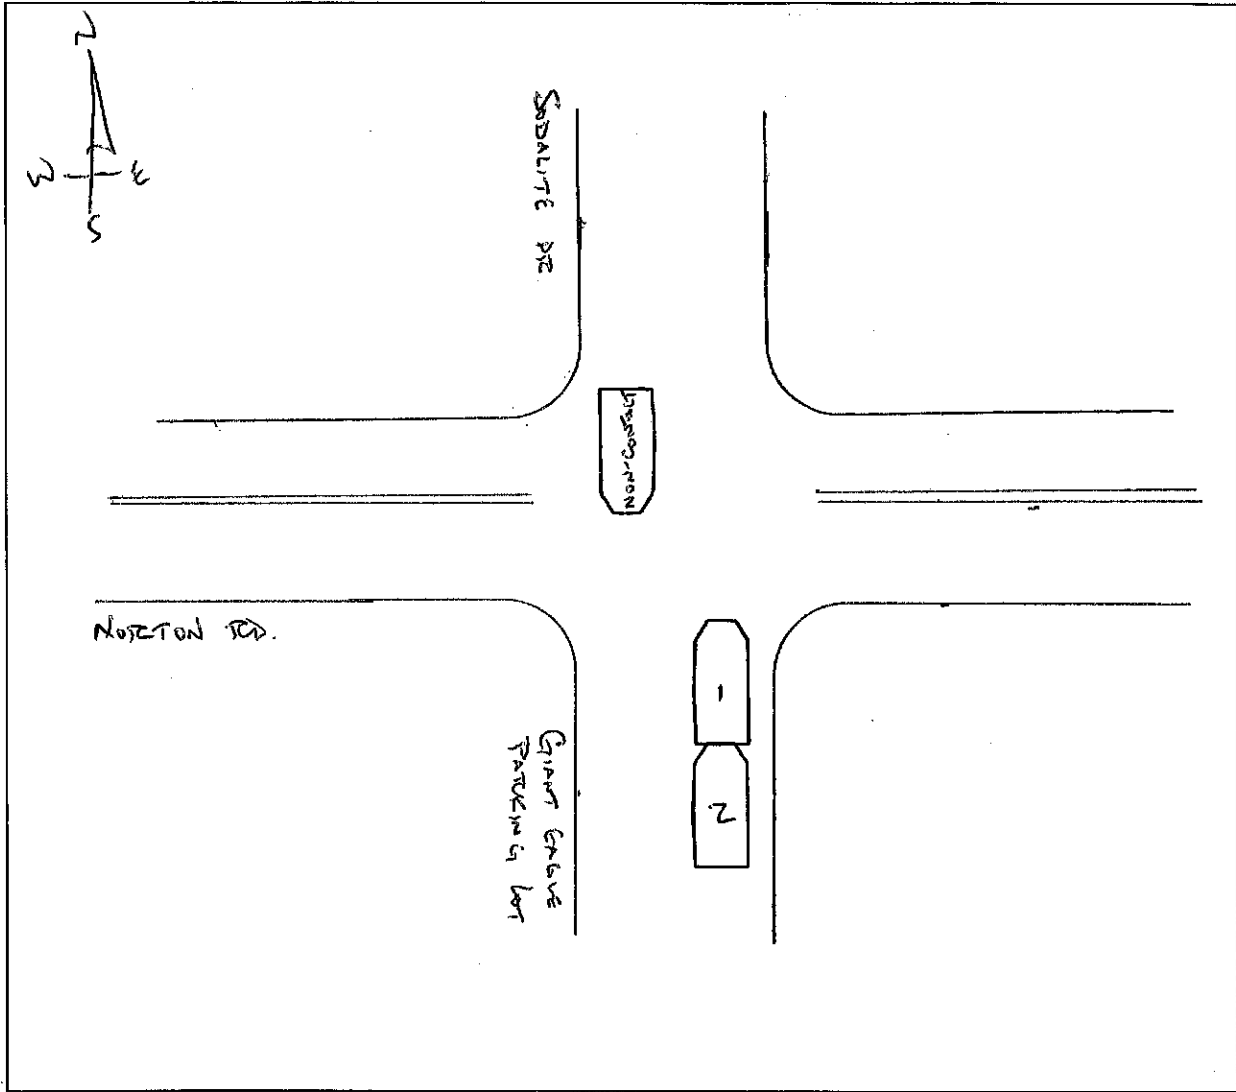 N
W E
S
SODALITE DR
NON-CONTACT
NORTON RD.
1
2
GIANT EAGLE
PARKING LOT